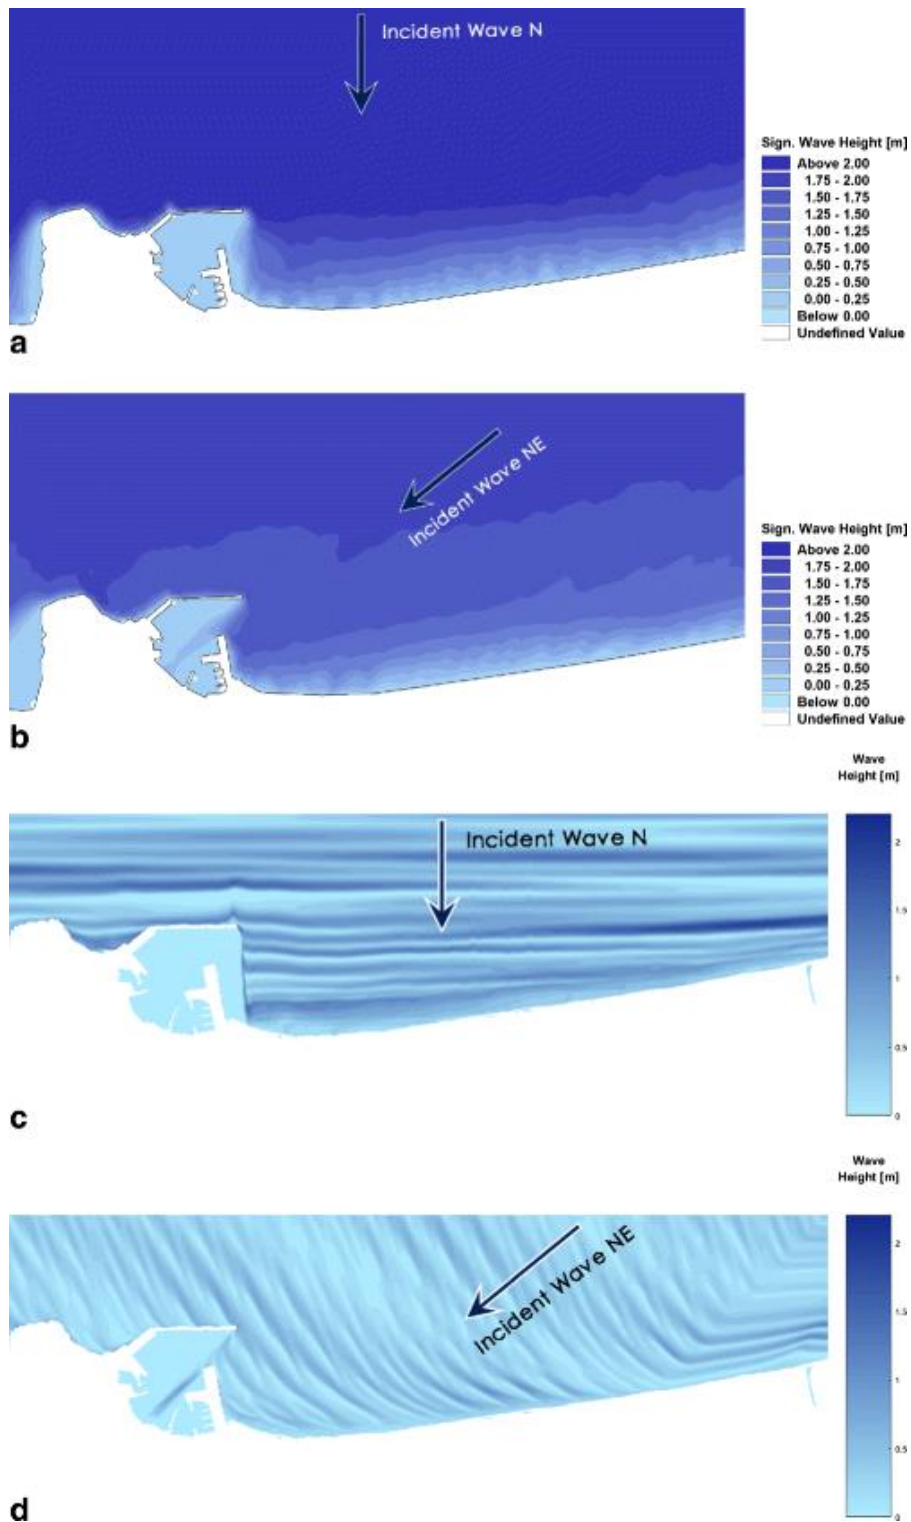 Incident Wave N
Sign. Wave Height [m]
Above 2.00
1.75 - 2.00
1.50 - 1.75
1.25 - 1.50
1.00 - 1.25
0.75 - 1.00
0.50 - 0.75
0.25 - 0.50
0.00 - 0.25
Below 0.00
Undefined Value
a
Incident Wave NE
Sign. Wave Height [m]
Above 2.00
1.75 - 2.00
1.50 - 1.75
1.25 - 1.50
1.00 - 1.25
0.75 - 1.00
0.50 - 0.75
0.25 - 0.50
0.00 - 0.25
Below 0.00
Undefined Value
b
Wave
Height [m]
Incident Wave N
2
1.5
1
0.5
0
c
Wave
Height [m]
Incident Wave NE
2
1.5
1
0.5
0
d